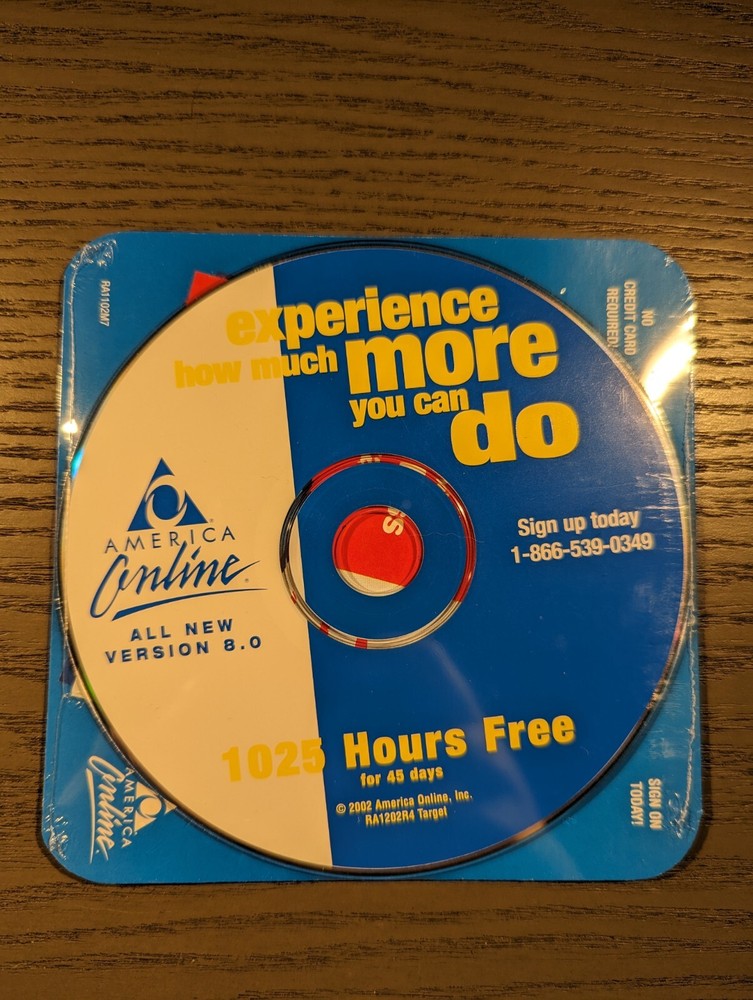 RA1102M7
NO
CREDIT CARD
REQUIRED!
experience
how much more
you can do
AMERICA
Online®
ALL NEW
VERSION 8.0
Sign up today
1-866-539-0349
1025 Hours Free
for 45 days
© 2002 America Online, Inc.
RA1202R4 Target
AMERICA
Online
SIGN ON
TODAY!